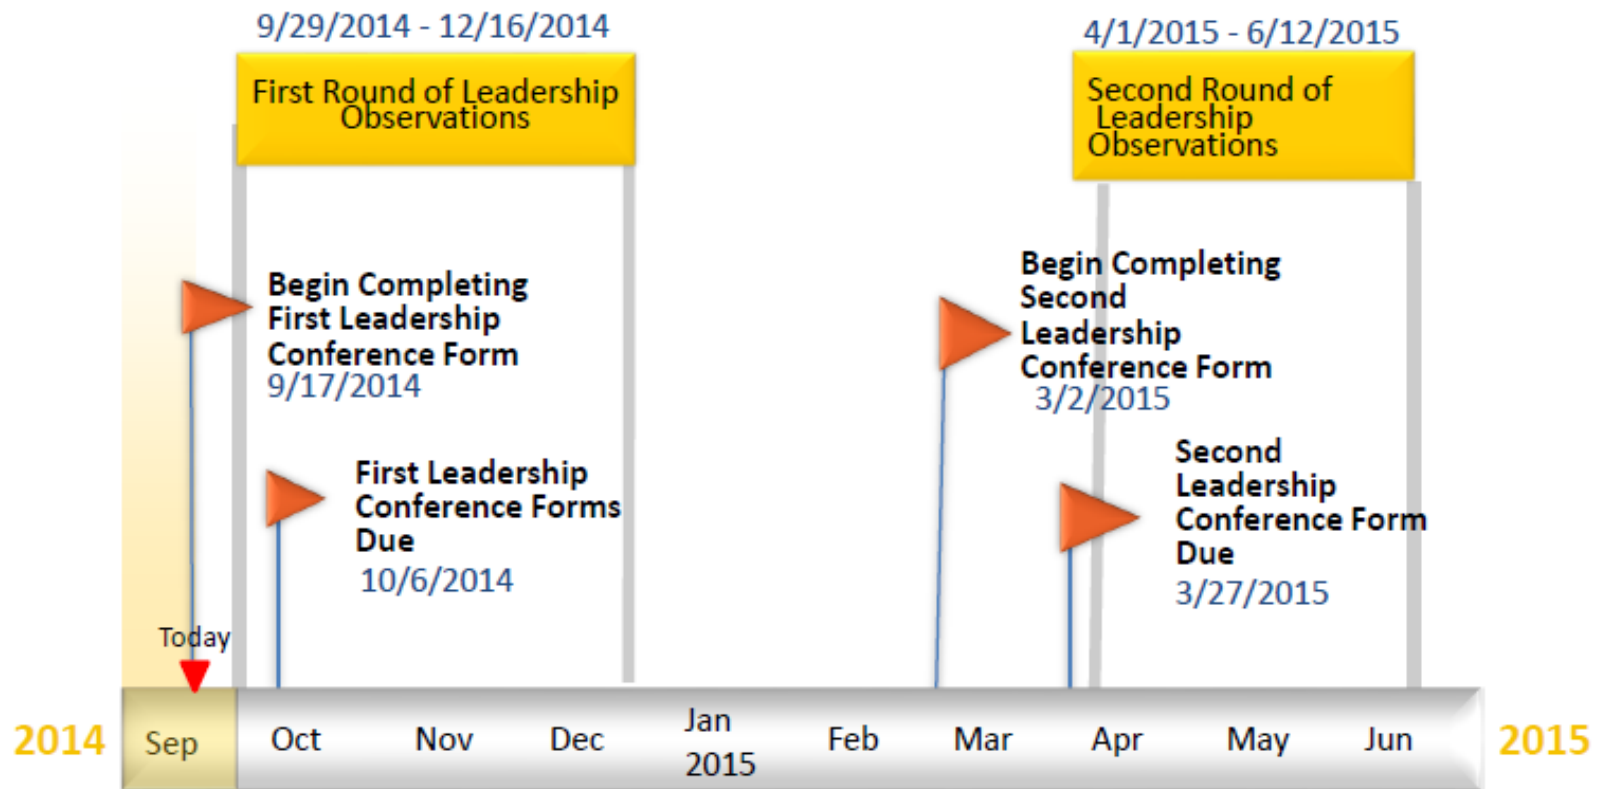 9/29/2014 - 12/16/2014
First Round of Leadership
Observations
4/1/2015 - 6/12/2015
Second Round of
Leadership
Observations
Begin Completing
First Leadership
Conference Form
9/17/2014
First Leadership
Conference Forms
Due
10/6/2014
Begin Completing
Second
Leadership
Conference Form
3/2/2015
Second
Leadership
Conference Form
Due
3/27/2015
Today
2014
Sep
Oct
Nov
Dec
Jan
2015
Feb
Mar
Apr
May
Jun
2015